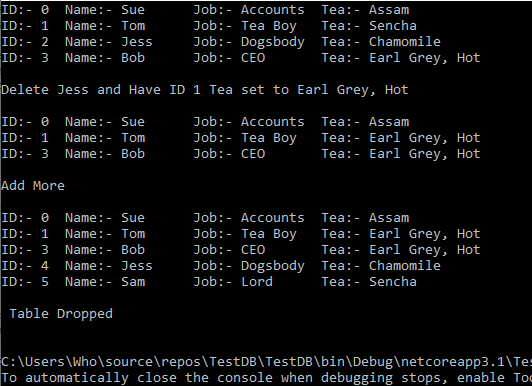 ID:- 0  Name:- Sue      Job:- Accounts  Tea:- Assam
ID:- 1  Name:- Tom      Job:- Tea Boy   Tea:- Sencha
ID:- 2  Name:- Jess     Job:- Dogsbody  Tea:- Chamomile
ID:- 3  Name:- Bob      Job:- CEO       Tea:- Earl Grey, Hot
Delete Jess and Have ID 1 Tea set to Earl Grey, Hot
ID:- 0  Name:- Sue      Job:- Accounts  Tea:- Assam
ID:- 1  Name:- Tom      Job:- Tea Boy   Tea:- Earl Grey, Hot
ID:- 3  Name:- Bob      Job:- CEO       Tea:- Earl Grey, Hot
Add More
ID:- 0  Name:- Sue      Job:- Accounts  Tea:- Assam
ID:- 1  Name:- Tom      Job:- Tea Boy   Tea:- Earl Grey, Hot
ID:- 3  Name:- Bob      Job:- CEO       Tea:- Earl Grey, Hot
ID:- 4  Name:- Jess     Job:- Dogsbody  Tea:- Chamomile
ID:- 5  Name:- Sam      Job:- Lord      Tea:- Sencha
Table Dropped
C:\Users\Who\source\repos\TestDB\TestDB\bin\Debug\netcoreapp3.1\Tes
To automatically close the console when debugging stops, enable Too